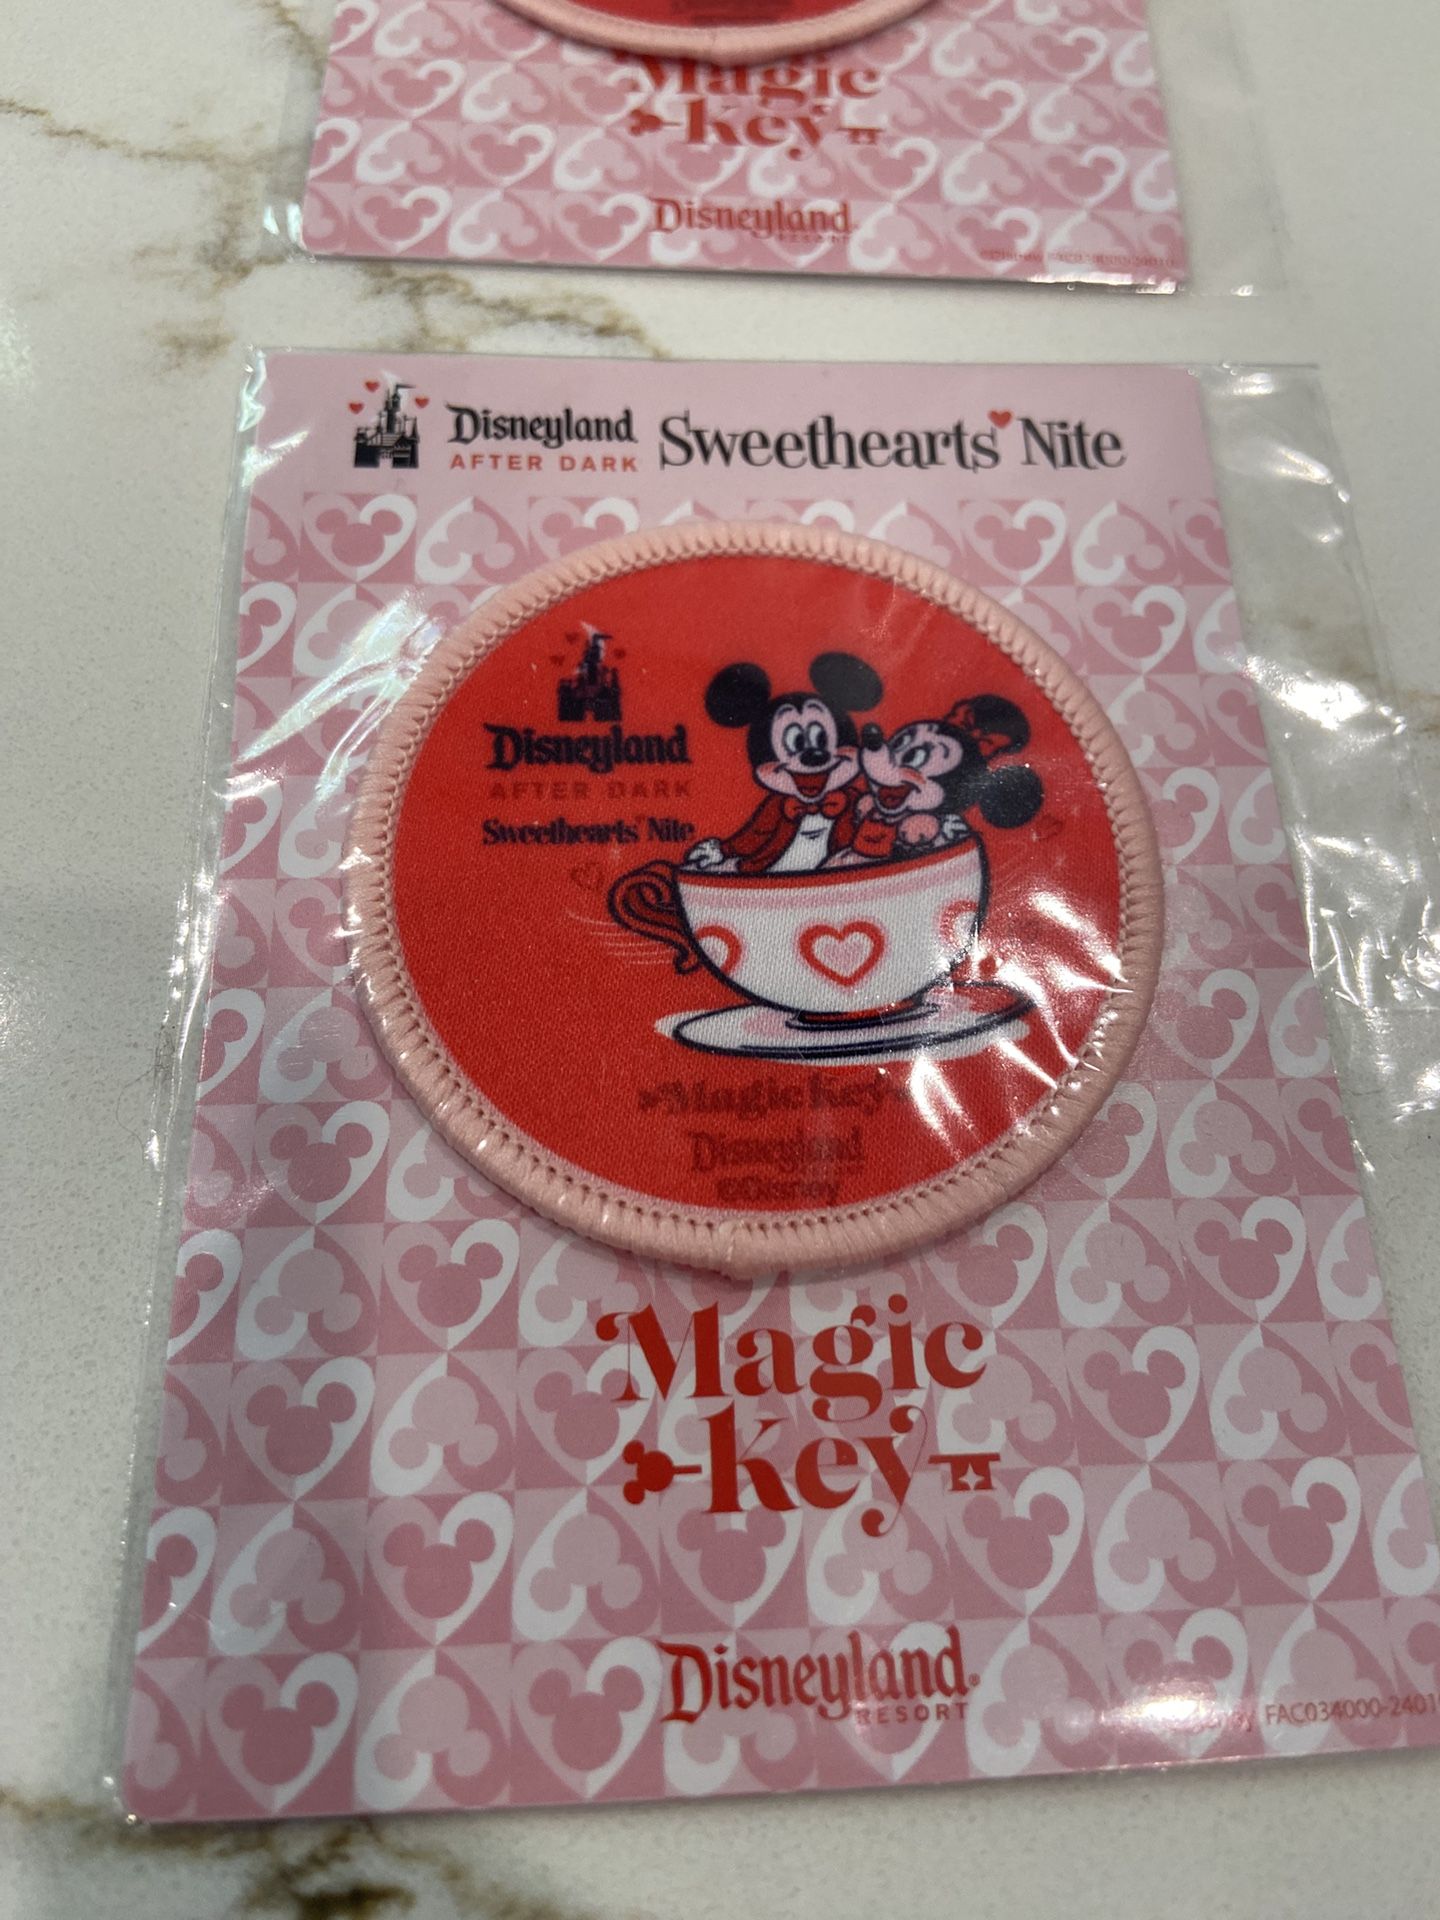 Magic
Key
Disneyland
RESORT
Disneyland
AFTER DARK
Sweethearts Nite
Disneyland
AFTER DARK
Sweethearts Nite
Magic Key
Disneyland
©Disney
Magic
Key
Disneyland®
RESORT
FAC034000-2401